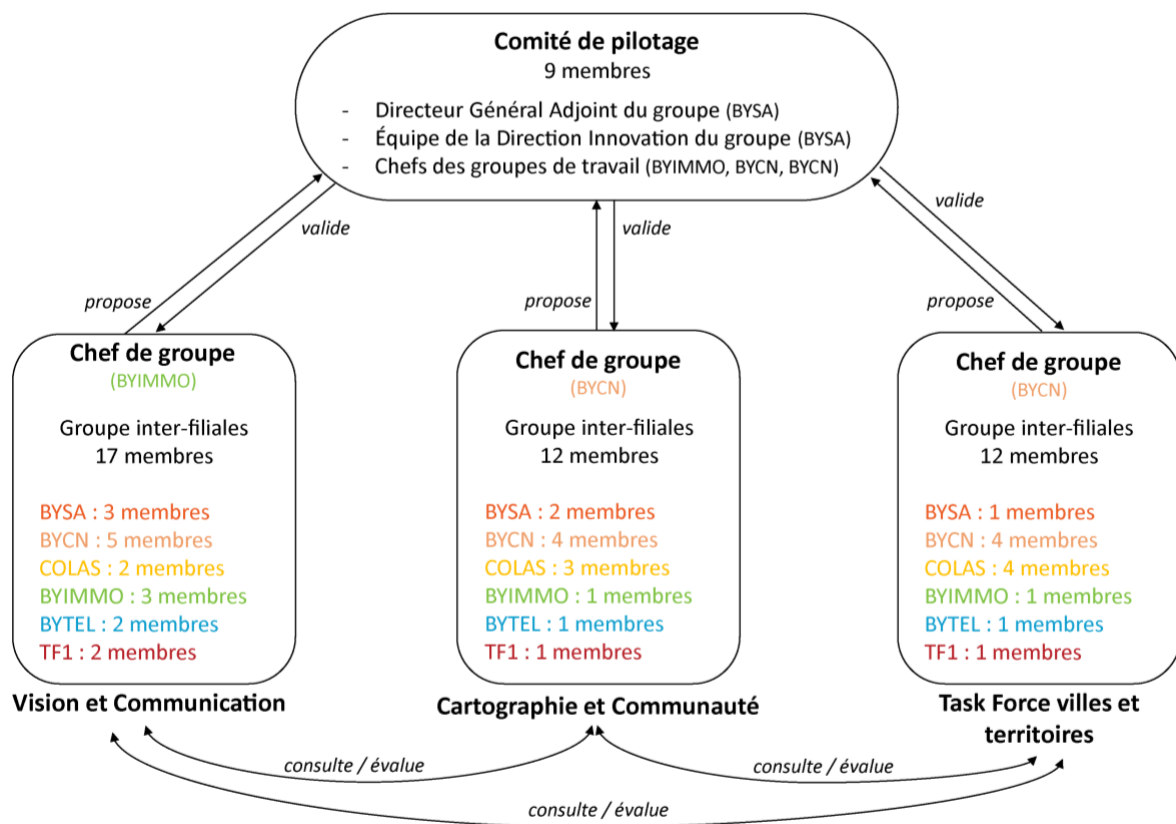 Comité de pilotage
9 membres
- Directeur Général Adjoint du groupe (BYSA)
- Équipe de la Direction Innovation du groupe (BYSA)
- Chefs des groupes de travail (BYIMMO, BYCN, BYCN)
valide
propose
valide
propose
valide
propose
Chef de groupe
(BYIMMO)
Groupe inter-filiales
17 membres
BYSA : 3 membres
BYCN : 5 membres
COLAS : 2 membres
BYIMMO : 3 membres
BYTEL : 2 membres
TF1 : 2 membres
Vision et Communication
Chef de groupe
(BYCN)
Groupe inter-filiales
12 membres
BYSA : 2 membres
BYCN : 4 membres
COLAS : 3 membres
BYIMMO : 1 membres
BYTEL : 1 membres
TF1 : 1 membres
Cartographie et Communauté
Chef de groupe
(BYCN)
Groupe inter-filiales
12 membres
BYSA : 1 membres
BYCN : 4 membres
COLAS : 4 membres
BYIMMO : 1 membres
BYTEL : 1 membres
TF1 : 1 membres
Task Force villes et
territoires
consulte / évalue
consulte / évalue
consulte / évalue